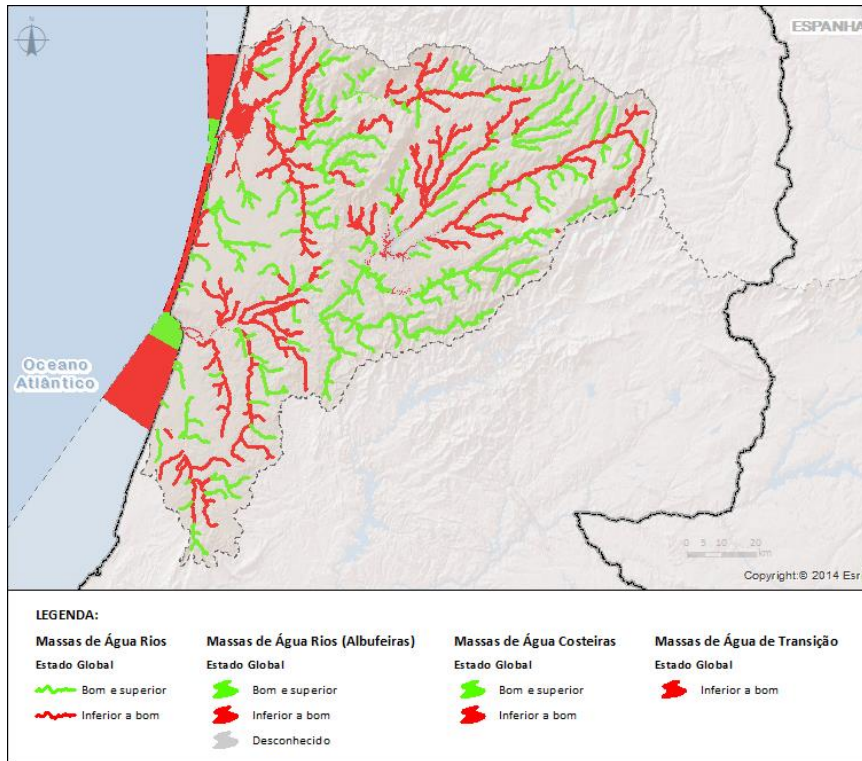 N
ESPANHA
Oceano
Atlântico
0 5 10 20
km
Copyright:© 2014 Esr
LEGENDA:
Massas de Água Rios
Estado Global
Bom e superior
Inferior a bom
Massas de Água Rios (Albufeiras)
Estado Global
Bom e superior
Inferior a bom
Desconhecido
Massas de Água Costeiras
Estado Global
Bom e superior
Inferior a bom
Massas de Água de Transição
Estado Global
Inferior a bom